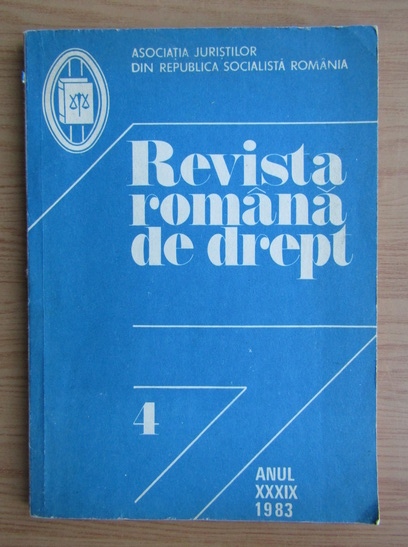 ASOCIAȚIA JURIȘTILOR
DIN REPUBLICA SOCIALISTĂ ROMÂNIA
Revista
română
de drept
4
ANUL
XXXIX
1983